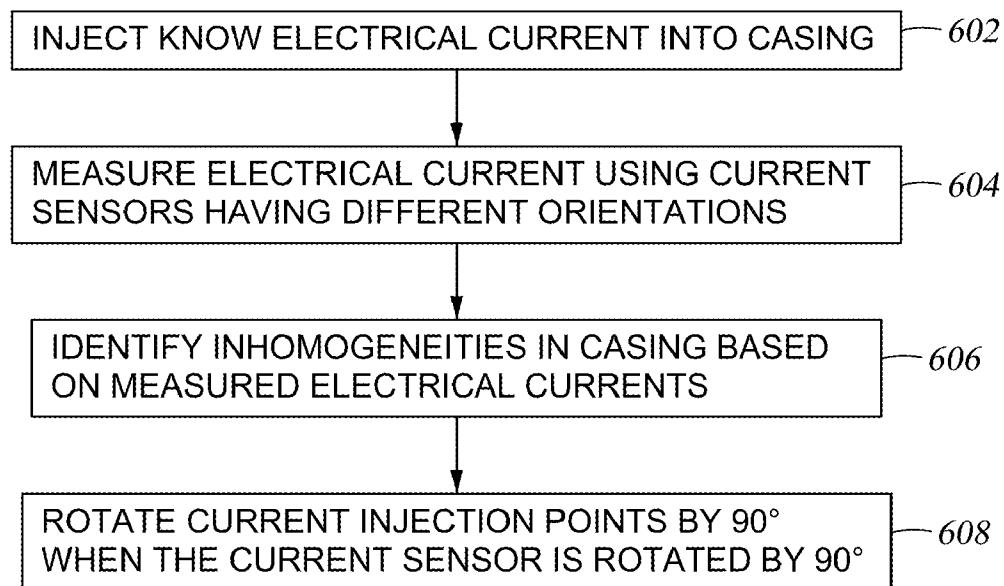 INJECT KNOW ELECTRICAL CURRENT INTO CASING
602
MEASURE ELECTRICAL CURRENT USING CURRENT
SENSORS HAVING DIFFERENT ORIENTATIONS
604
IDENTIFY INHOMOGENEITIES IN CASING BASED
ON MEASURED ELECTRICAL CURRENTS
606
ROTATE CURRENT INJECTION POINTS BY 90°
WHEN THE CURRENT SENSOR IS ROTATED BY 90°
608